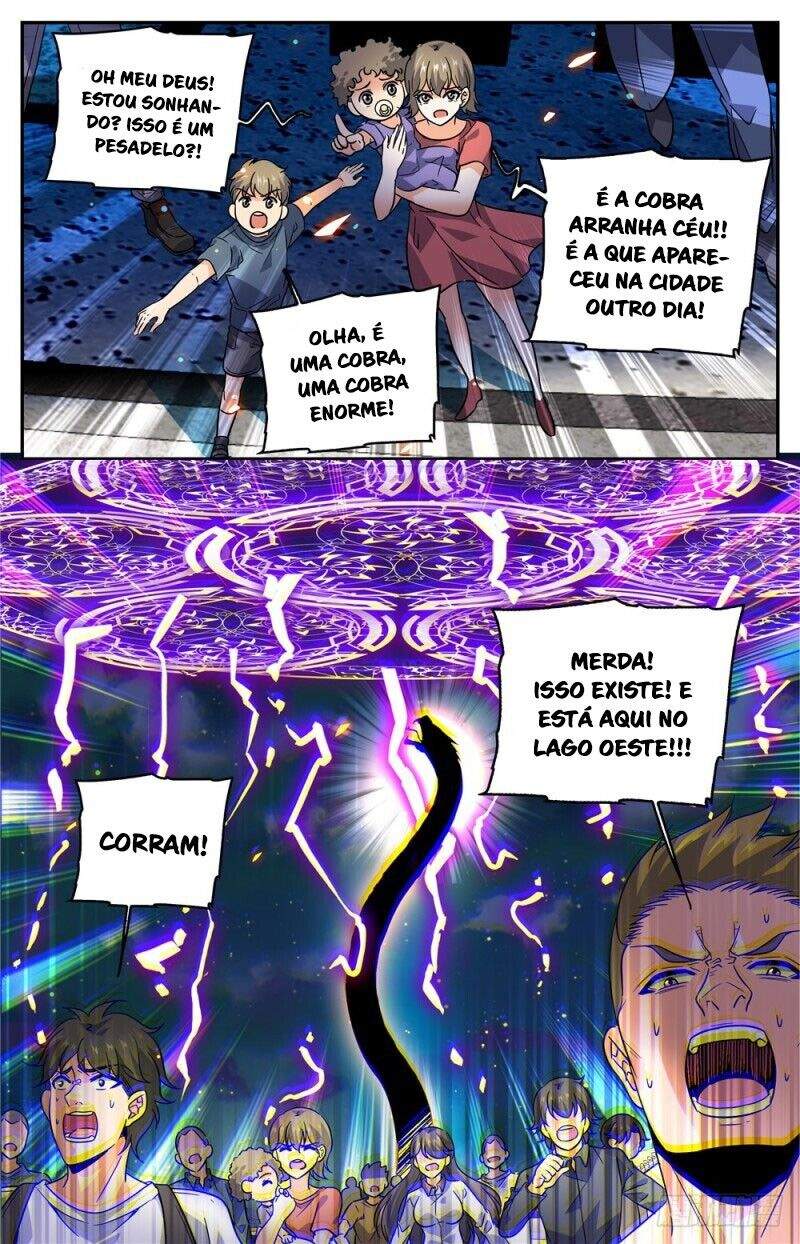 OH MEU DEUS!
ESTOU SONHAN-
DO? ISSO É UM
PESADELO?!
É A COBRA
ARRANHA CÉU!!
É A QUE APARE-
CEU NA CIDADE
OUTRO DIA!
OLHA, É
UMA COBRA,
UMA COBRA
ENORME!
MERDA!
ISSO EXISTE! E
ESTÁ AQUI NO
LAGO OESTE!!!
CORRAM!